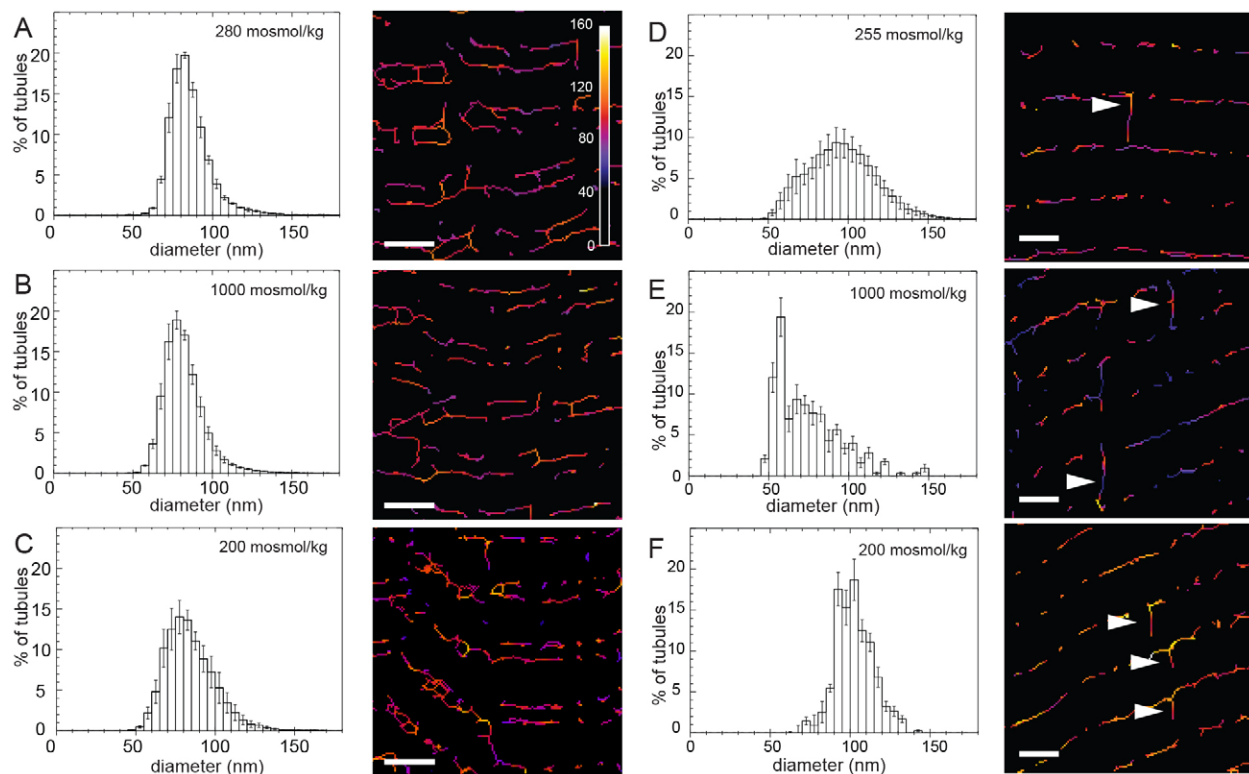 A
280 mosmol/kg
% of tubules
20
15
10
5
0
0 50 100 150
diameter (nm)
160
120
80
40
0
B
1000 mosmol/kg
% of tubules
20
15
10
5
0
0 50 100 150
diameter (nm)
C
200 mosmol/kg
% of tubules
20
15
10
5
0
0 50 100 150
diameter (nm)
D
255 mosmol/kg
% of tubules
20
15
10
5
0
0 50 100 150
diameter (nm)
E
1000 mosmol/kg
% of tubules
20
15
10
5
0
0 50 100 150
diameter (nm)
F
200 mosmol/kg
% of tubules
20
15
10
5
0
0 50 100 150
diameter (nm)